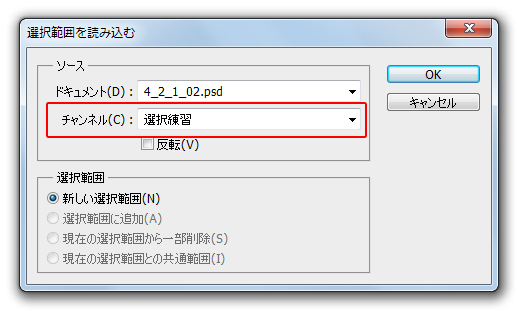 選択範囲を読み込む
ソース
ドキュメント(D) : 4_2_1_02.psd
チャンネル(C) : 選択練習
反転(V)
OK
キャンセル
選択範囲
新しい選択範囲(N)
選択範囲に追加(A)
現在の選択範囲から一部削除(S)
現在の選択範囲との共通範囲(I)